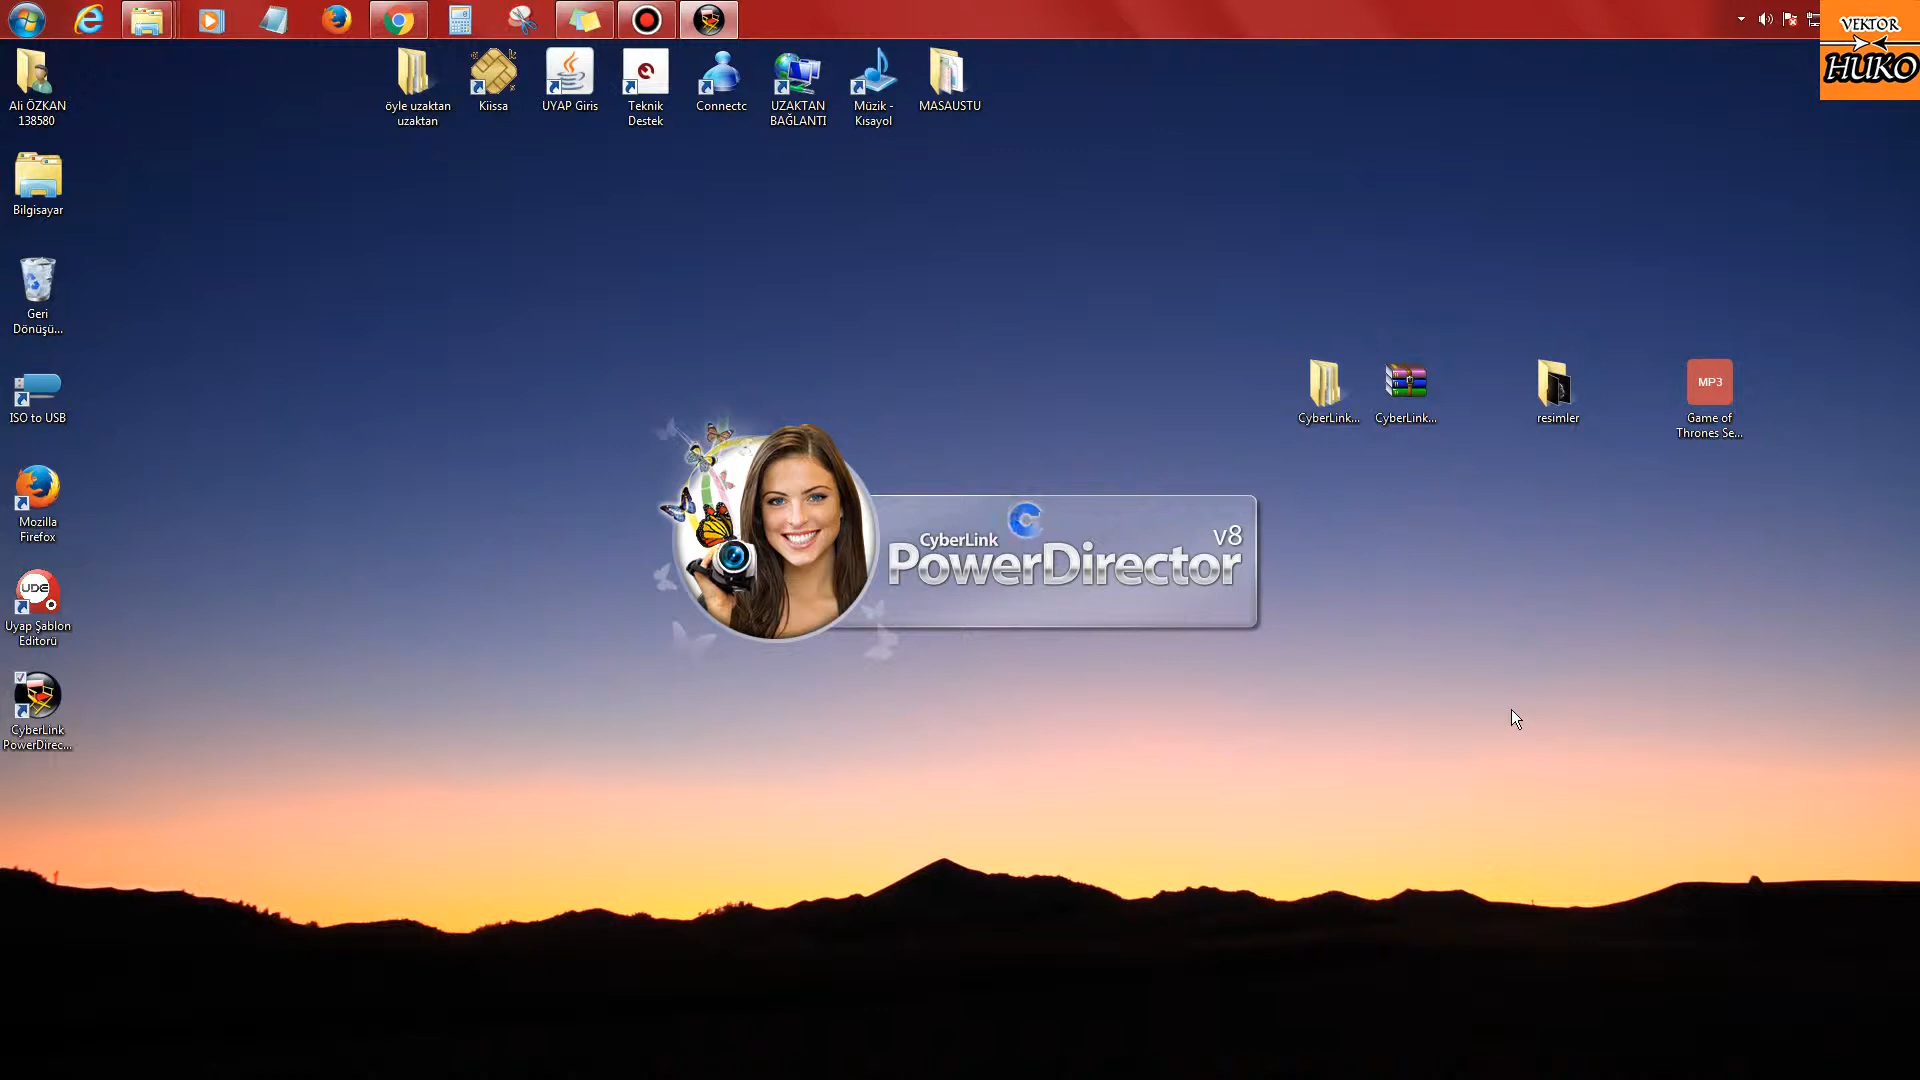 VEKTOR
HUKO
Ali ÖZKAN
138580
öyle uzaktan
uzaktan
Kiissa
UYAP Giris
Teknik
Destek
Connectc
UZAKTAN
BAĞLANTI
Müzik -
Kısayol
MASAUSTU
Bilgisayar
Geri
Dönüşü...
ISO to USB
CyberLink...
CyberLink...
resimler
MP3
Game of
Thrones Se...
Mozilla
Firefox
CyberLink
PowerDirector
v8
UDE
Uyap Şablon
Editörü
CyberLink
PowerDirec...